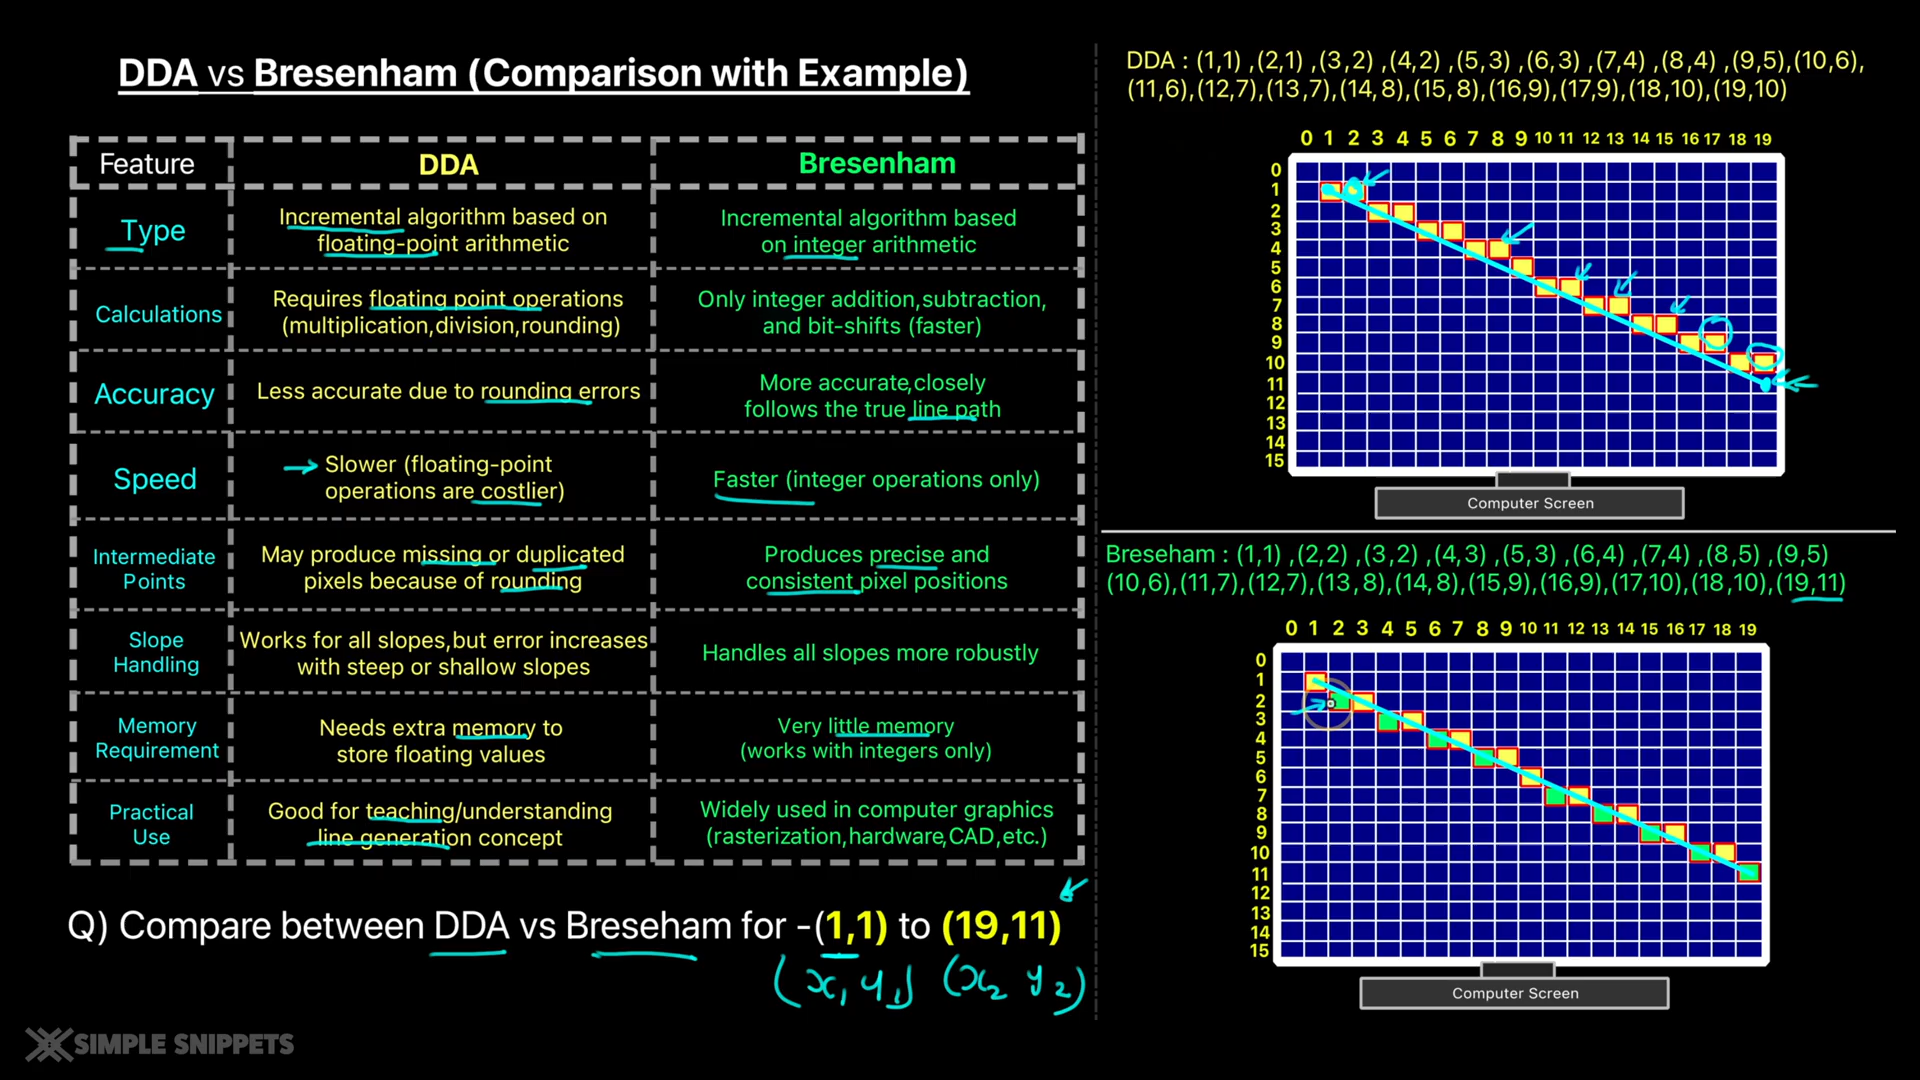 DDA vs Bresenham (Comparison with Example)
Feature
DDA
Bresenham
Type
Incremental algorithm based on
floating-point arithmetic
Incremental algorithm based
on integer arithmetic
Calculations
Requires floating point operations
(multiplication,division,rounding)
Only integer addition,subtraction,
and bit-shifts (faster)
Accuracy
Less accurate due to rounding errors
More accurate,closely
follows the true line path
Speed
Slower (floating-point
operations are costlier)
Faster (integer operations only)
Intermediate
Points
May produce missing or duplicated
pixels because of rounding
Produces precise and
consistent pixel positions
Slope
Handling
Works for all slopes,but error increases
with steep or shallow slopes
Handles all slopes more robustly
Memory
Requirement
Needs extra memory to
store floating values
Very little memory
(works with integers only)
Practical
Use
Good for teaching/understanding
line generation concept
Widely used in computer graphics
(rasterization,hardware,CAD,etc.)
Q) Compare between DDA vs Breseham for -(1,1) to (19,11)
(x1 y1) (x2 y2)
SIMPLE SNIPPETS
DDA : (1,1) ,(2,1) ,(3,2) ,(4,2) ,(5,3) ,(6,3) ,(7,4) ,(8,4) ,(9,5),(10,6),
(11,6),(12,7),(13,7),(14,8),(15,8),(16,9),(17,9),(18,10),(19,10)
0 1 2 3 4 5 6 7 8 9 10 11 12 13 14 15 16 17 18 19
0
1
2
3
4
5
6
7
8
9
10
11
12
13
14
15
Computer Screen
Breseham : (1,1) ,(2,2) ,(3,2) ,(4,3) ,(5,3) ,(6,4) ,(7,4) ,(8,5) ,(9,5)
(10,6),(11,7),(12,7),(13,8),(14,8),(15,9),(16,9),(17,10),(18,10),(19,11)
0 1 2 3 4 5 6 7 8 9 10 11 12 13 14 15 16 17 18 19
0
1
2
3
4
5
6
7
8
9
10
11
12
13
14
15
Computer Screen